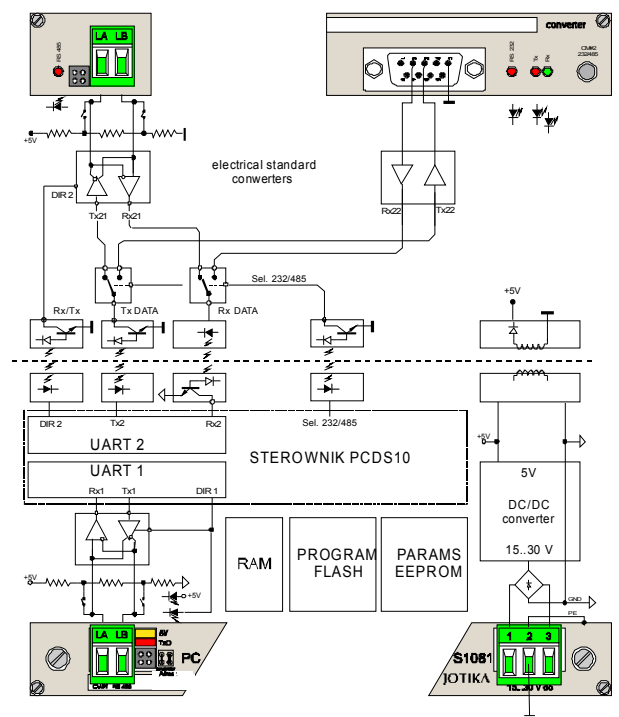 LA LB
converter
RS 485
RS 232
Tx
Rx
COM#2
232/485
+5V
electrical standard
converters
DIR 2
Tx21
Rx21
Rx22
Tx22
Sel. 232/485
Rx/Tx
Tx DATA
Rx DATA
+5V
DIR 2
Tx2
Rx2
Sel. 232/485
UART 2
STEROWNIK PCDS10
UART 1
Rx1
Tx1
DIR 1
+5V
5V
DC/DC
converter
15..30 V
RAM
PROGRAM
FLASH
PARAMS
EEPROM
+5V
+5V
GND
PE
LA LB
5V
TxD
PC
1 2 3
S1081
JOTIKA
15..30 V dc